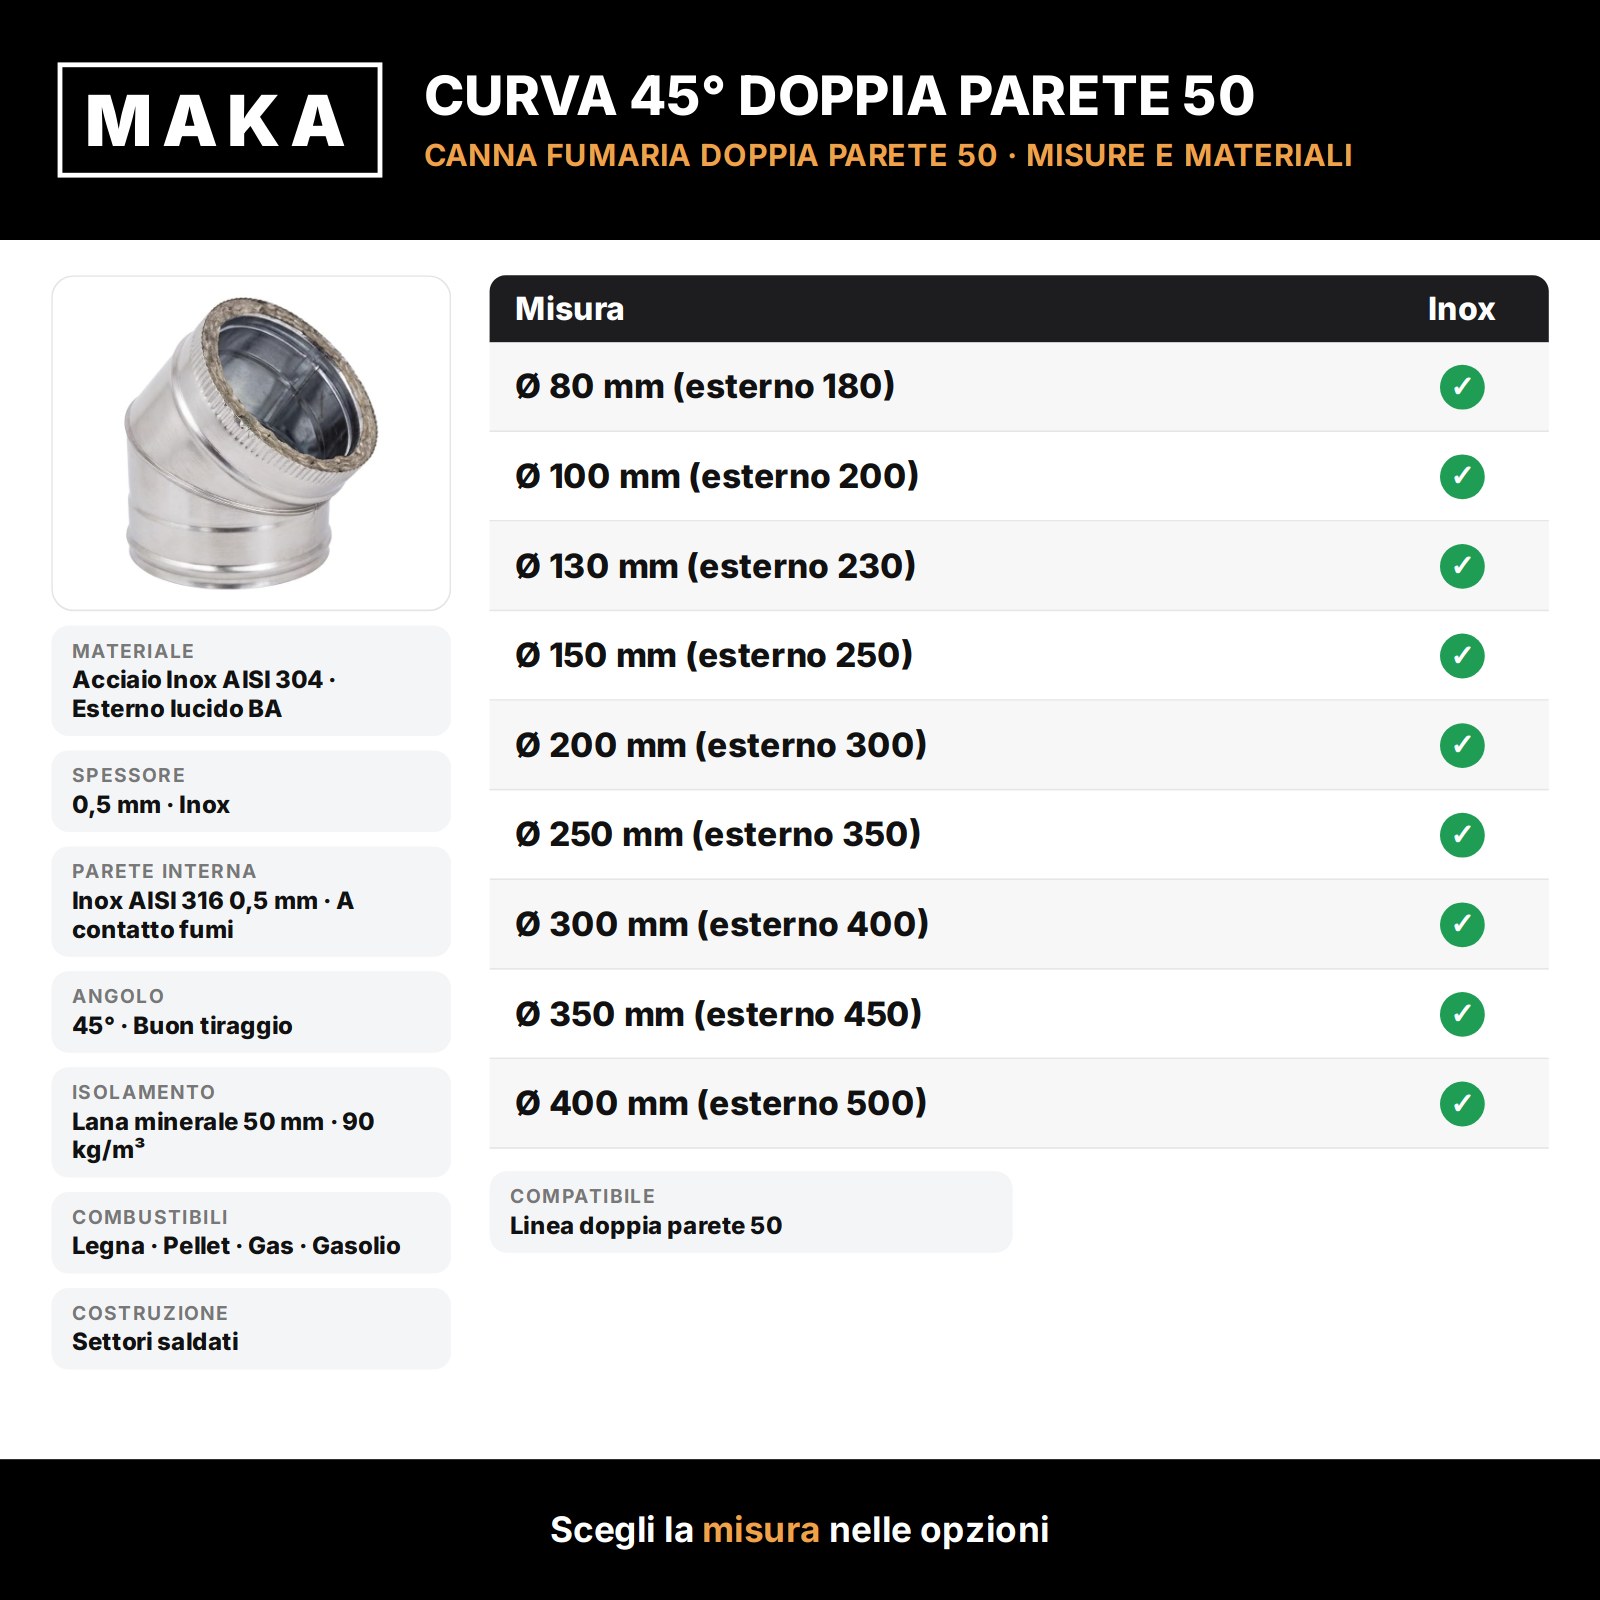 MAKA
CURVA 45° DOPPIA PARETE 50
CANNA FUMARIA DOPPIA PARETE 50 · MISURE E MATERIALI
MATERIALE
Acciaio Inox AISI 304 ·
Esterno lucido BA
SPESSORE
0,5 mm · Inox
PARETE INTERNA
Inox AISI 316 0,5 mm · A
contatto fumi
ANGOLO
45° · Buon tiraggio
ISOLAMENTO
Lana minerale 50 mm · 90
kg/m³
COMBUSTIBILI
Legna · Pellet · Gas · Gasolio
COSTRUZIONE
Settori saldati
Misura Inox
Ø 80 mm (esterno 180) ✓
Ø 100 mm (esterno 200) ✓
Ø 130 mm (esterno 230) ✓
Ø 150 mm (esterno 250) ✓
Ø 200 mm (esterno 300) ✓
Ø 250 mm (esterno 350) ✓
Ø 300 mm (esterno 400) ✓
Ø 350 mm (esterno 450) ✓
Ø 400 mm (esterno 500) ✓
COMPATIBILE
Linea doppia parete 50
Scegli la misura nelle opzioni